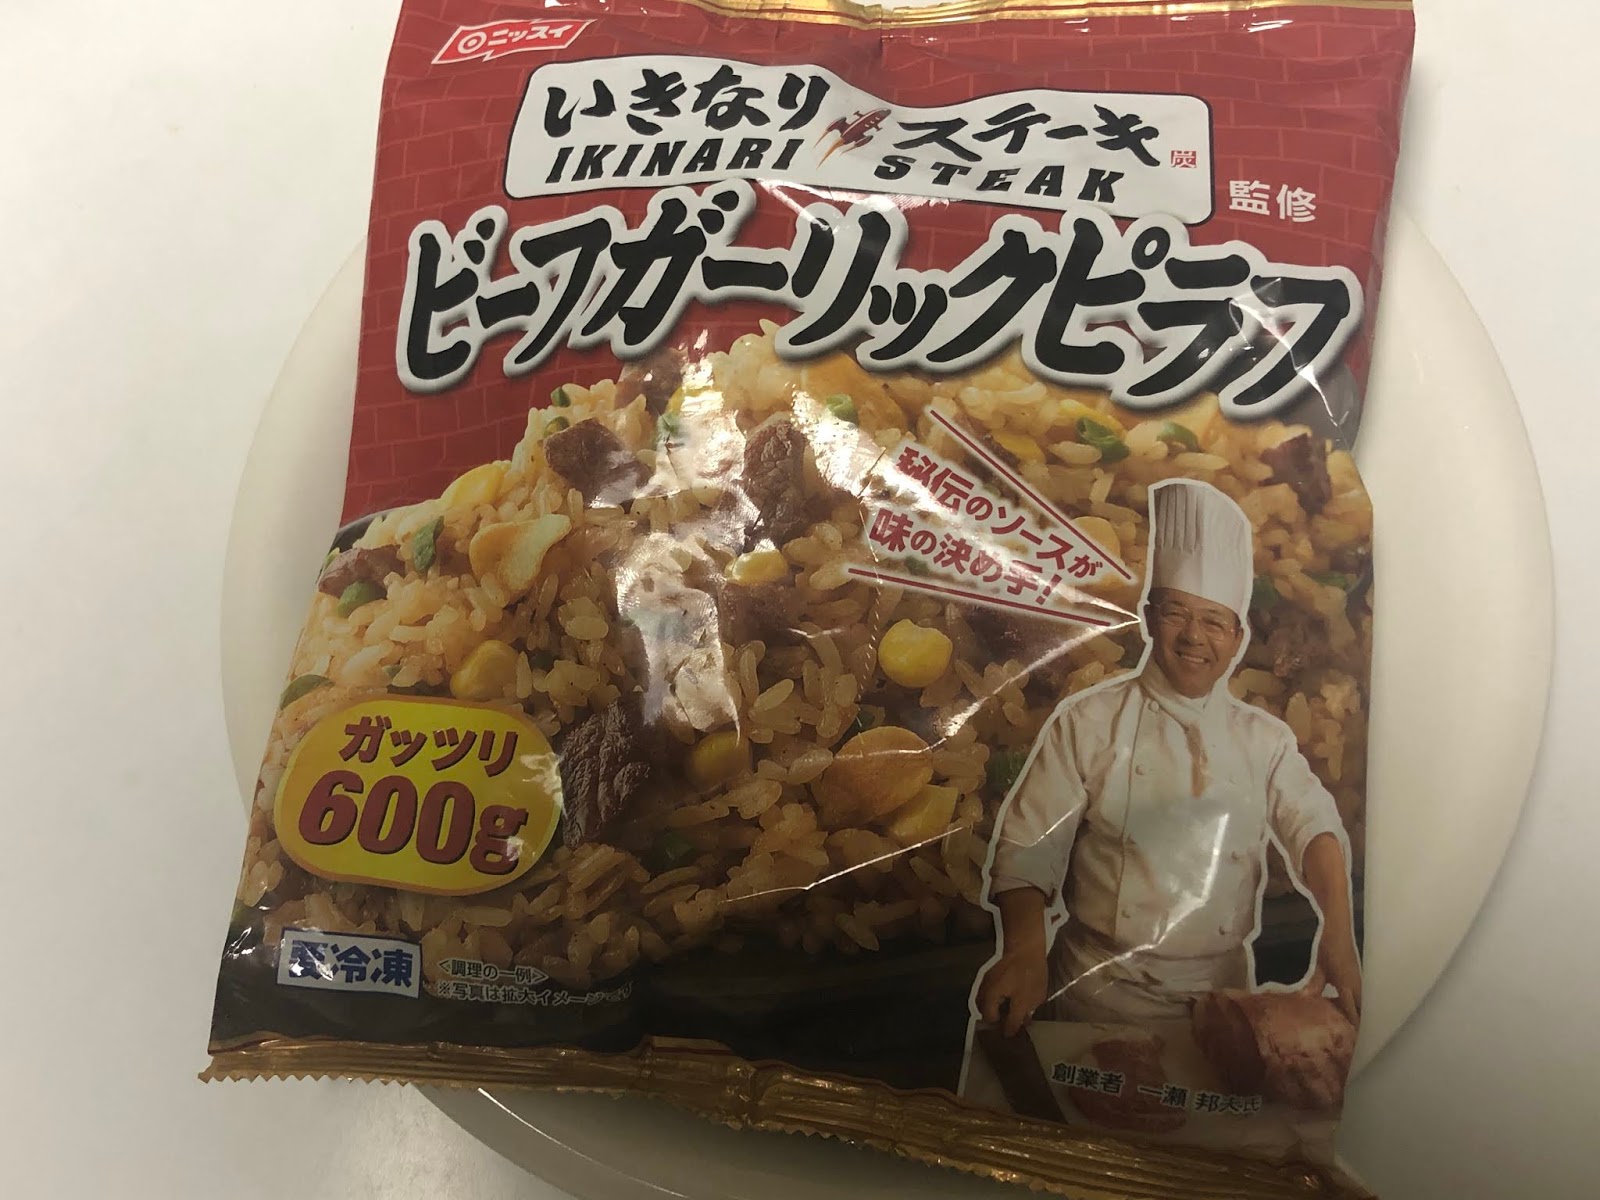 ニッスイ
いきなりステーキ
IKINARI STEAK
炭
監修
ビーフガーリックピラフ
秘伝のソースが
味の決め手!
ガッツリ
600g
要冷凍
<調理の一例>
※写真は拡大イメージです
創業者 一瀬 邦夫氏